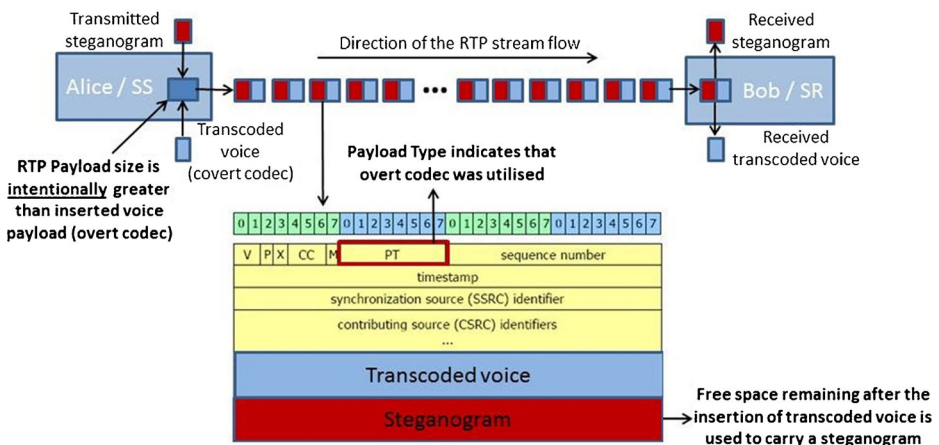 Transmitted
steganogram
Direction of the RTP stream flow
Received
steganogram
Alice / SS
Bob / SR
Transcoded
voice
(covert codec)
Received
transcoded voice
RTP Payload size is
intentionally greater
than inserted voice
payload (overt codec)
Payload Type indicates that
overt codec was utilised
0 1 2 3 4 5 6 7 0 1 2 3 4 5 6 7 0 1 2 3 4 5 6 7 0 1 2 3 4 5 6 7
V P X CC M PT sequence number
timestamp
synchronization source (SSRC) identifier
contributing source (CSRC) identifiers
...
Transcoded voice
Steganogram
Free space remaining after the
insertion of transcoded voice is
used to carry a steganogram